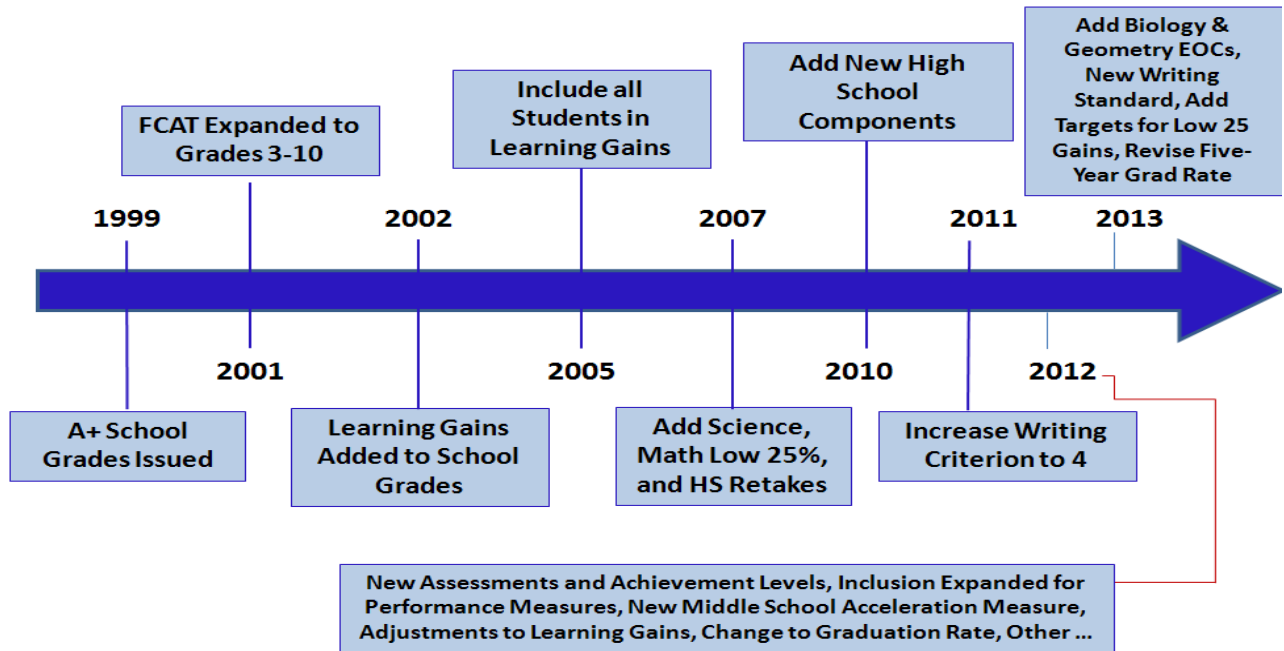 Add Biology &
Geometry EOCs,
New Writing
Standard, Add
Targets for Low 25
Gains, Revise Five-
Year Grad Rate
Add New High
School
Components
Include all
Students in
Learning Gains
FCAT Expanded to
Grades 3-10
1999
2002
2007
2011
2013
2001
2005
2010
2012
A+ School
Grades Issued
Learning Gains
Added to School
Grades
Add Science,
Math Low 25%,
and HS Retakes
Increase Writing
Criterion to 4
New Assessments and Achievement Levels, Inclusion Expanded for
Performance Measures, New Middle School Acceleration Measure,
Adjustments to Learning Gains, Change to Graduation Rate, Other ...